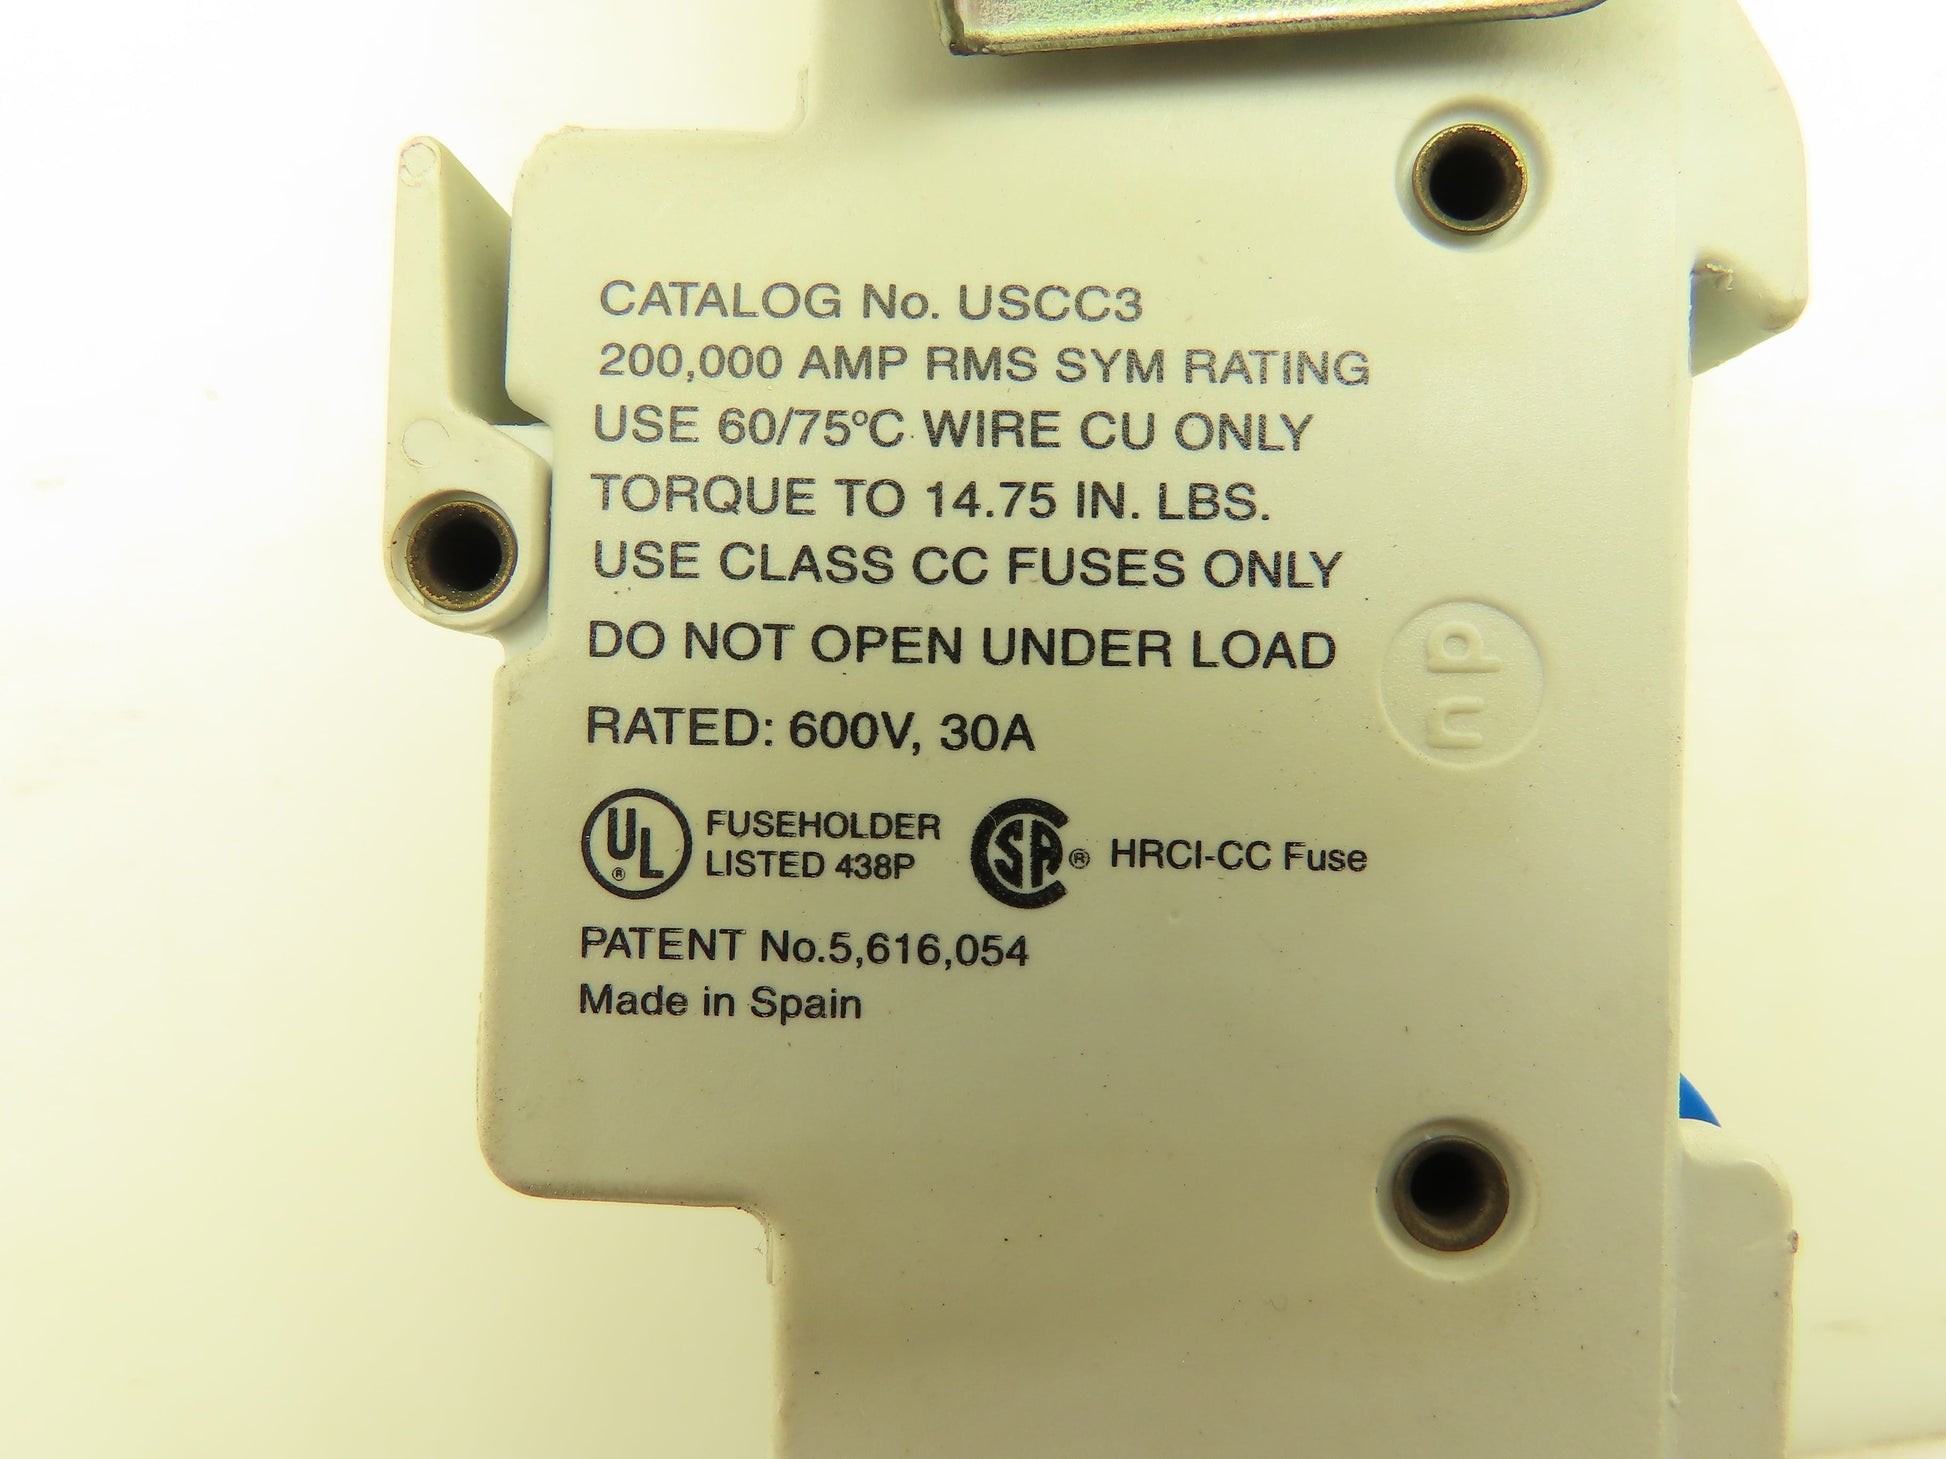 CATALOG No. USCC3
200,000 AMP RMS SYM RATING
USE 60/75ºC WIRE CU ONLY
TORQUE TO 14.75 IN. LBS.
USE CLASS CC FUSES ONLY
DO NOT OPEN UNDER LOAD
RATED: 600V, 30A
UL ® FUSEHOLDER
LISTED 438P
CSA ® HRCI-CC Fuse
PATENT No.5,616,054
Made in Spain